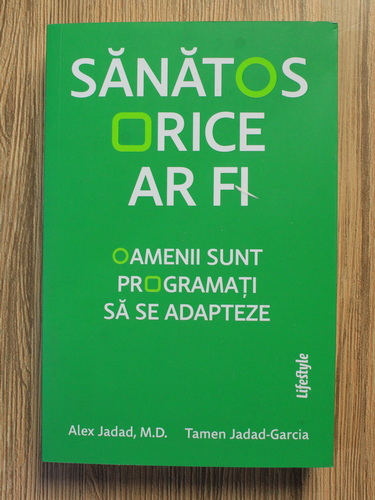 SĂNĂTOS
ORICE
AR FI
OAMENII SUNT
PROGRAMAȚI
SĂ SE ADAPTEZE
Lifestyle
Alex Jadad, M.D. Tamen Jadad-Garcia